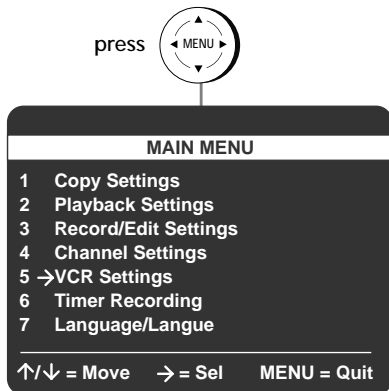 press
MENU
MAIN MENU
1 Copy Settings
2 Playback Settings
3 Record/Edit Settings
4 Channel Settings
5 →VCR Settings
6 Timer Recording
7 Language/Langue
↑/↓ = Move → = Sel MENU = Quit